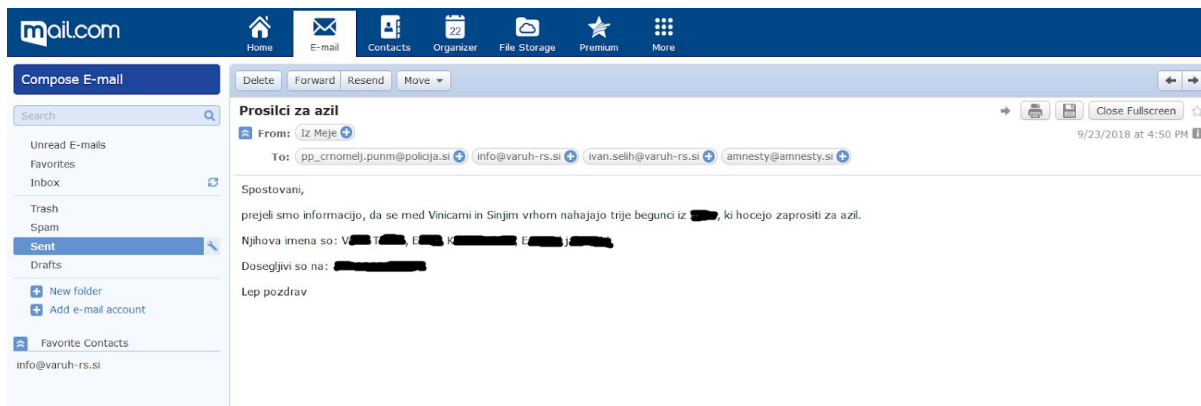 mail.com
Home E-mail Contacts 22 Organizer File Storage Premium More
Compose E-mail
Search
Unread E-mails
Favorites
Inbox
Trash
Spam
Sent
Drafts
New folder
Add e-mail account
Favorite Contacts
info@varuh-rs.si
Delete Forward Resend Move
Prosilci za azil
Close Fullscreen
From: Iz Meje
9/23/2018 at 4:50 PM
To: pp_crnomelj.punm@policija.si info@varuh-rs.si ivan.selih@varuh-rs.si amnesty@amnesty.si
Spostovani,
prejeli smo informacijo, da se med Vinicami in Sinjim vrhom nahajajo trije begunci iz , ki hocejo zaprositi za azil.
Njihova imena so: V T , E K E j
Dosegljivi so na:
Lep pozdrav